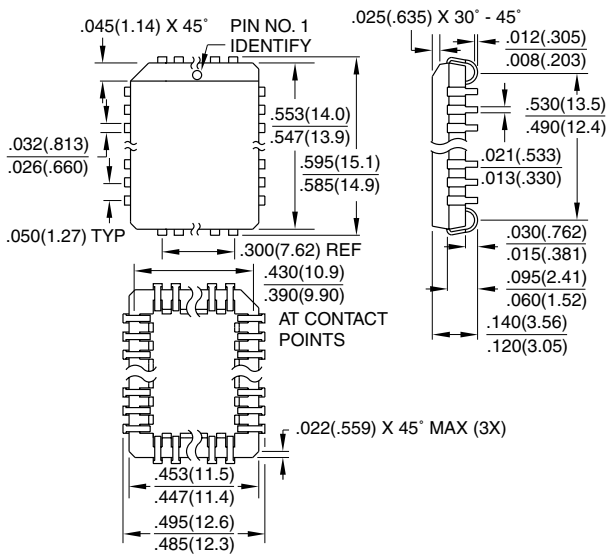 .045(1.14) X 45˚
PIN NO. 1
IDENTIFY
.025(.635) X 30˚ - 45˚
.012(.305)
.008(.203)
.553(14.0)
.547(13.9)
.595(15.1)
.585(14.9)
.032(.813)
.026(.660)
.050(1.27) TYP
.530(13.5)
.490(12.4)
.021(.533)
.013(.330)
.300(7.62) REF
.430(10.9)
.390(9.90)
AT CONTACT
POINTS
.030(.762)
.015(.381)
.095(2.41)
.060(1.52)
.140(3.56)
.120(3.05)
.022(.559) X 45˚ MAX (3X)
.453(11.5)
.447(11.4)
.495(12.6)
.485(12.3)